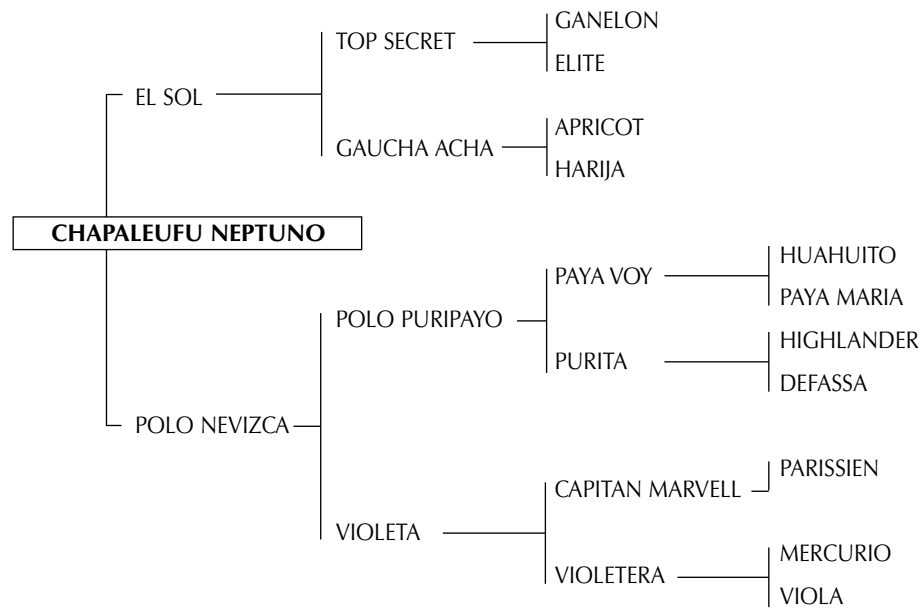 GANELON
TOP SECRET
ELITE
EL SOL
APRICOT
GAUCHA ACHA
HARIJA
CHAPALEUFU NEPTUNO
HUAHUITO
PAYA VOY
PAYA MARIA
POLO PURIPAYO
HIGHLANDER
PURITA
DEFASSA
POLO NEVIZCA
PARISSIEN
CAPITAN MARVELL
VIOLETA
MERCURIO
VIOLETERA
VIOLA